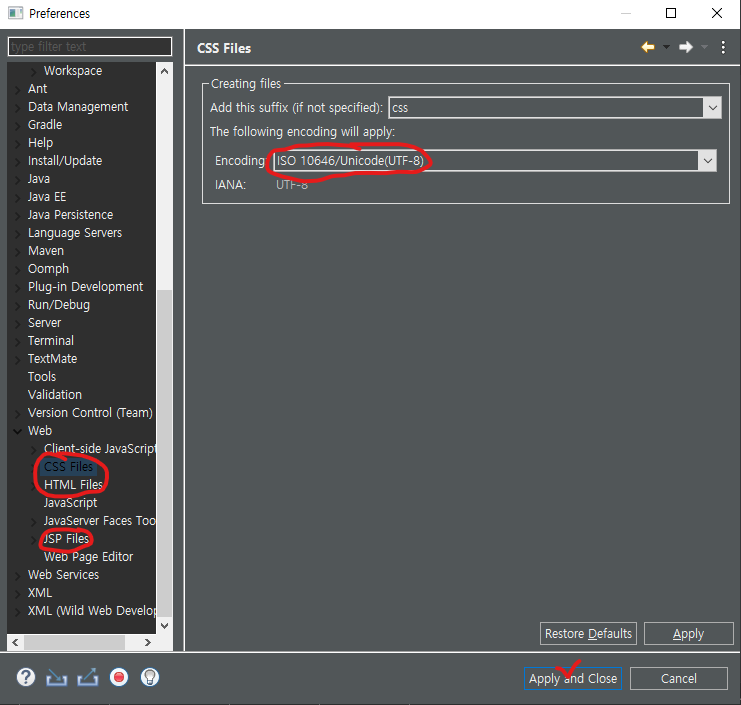 Preferences
type filter text
Workspace
Ant
Data Management
Gradle
Help
Install/Update
Java
Java EE
Java Persistence
Language Servers
Maven
Oomph
Plug-in Development
Run/Debug
Server
Terminal
TextMate
Tools
Validation
Version Control (Team)
Web
Client-side JavaScript
CSS Files
HTML Files
JavaScript
JavaServer Faces Too
JSP Files
Web Page Editor
Web Services
XML
XML (Wild Web Develop
CSS Files
Creating files
Add this suffix (if not specified): css
The following encoding will apply:
Encoding: ISO 10646/Unicode(UTF-8)
IANA: UTF-8
Restore Defaults Apply
Apply and Close Cancel